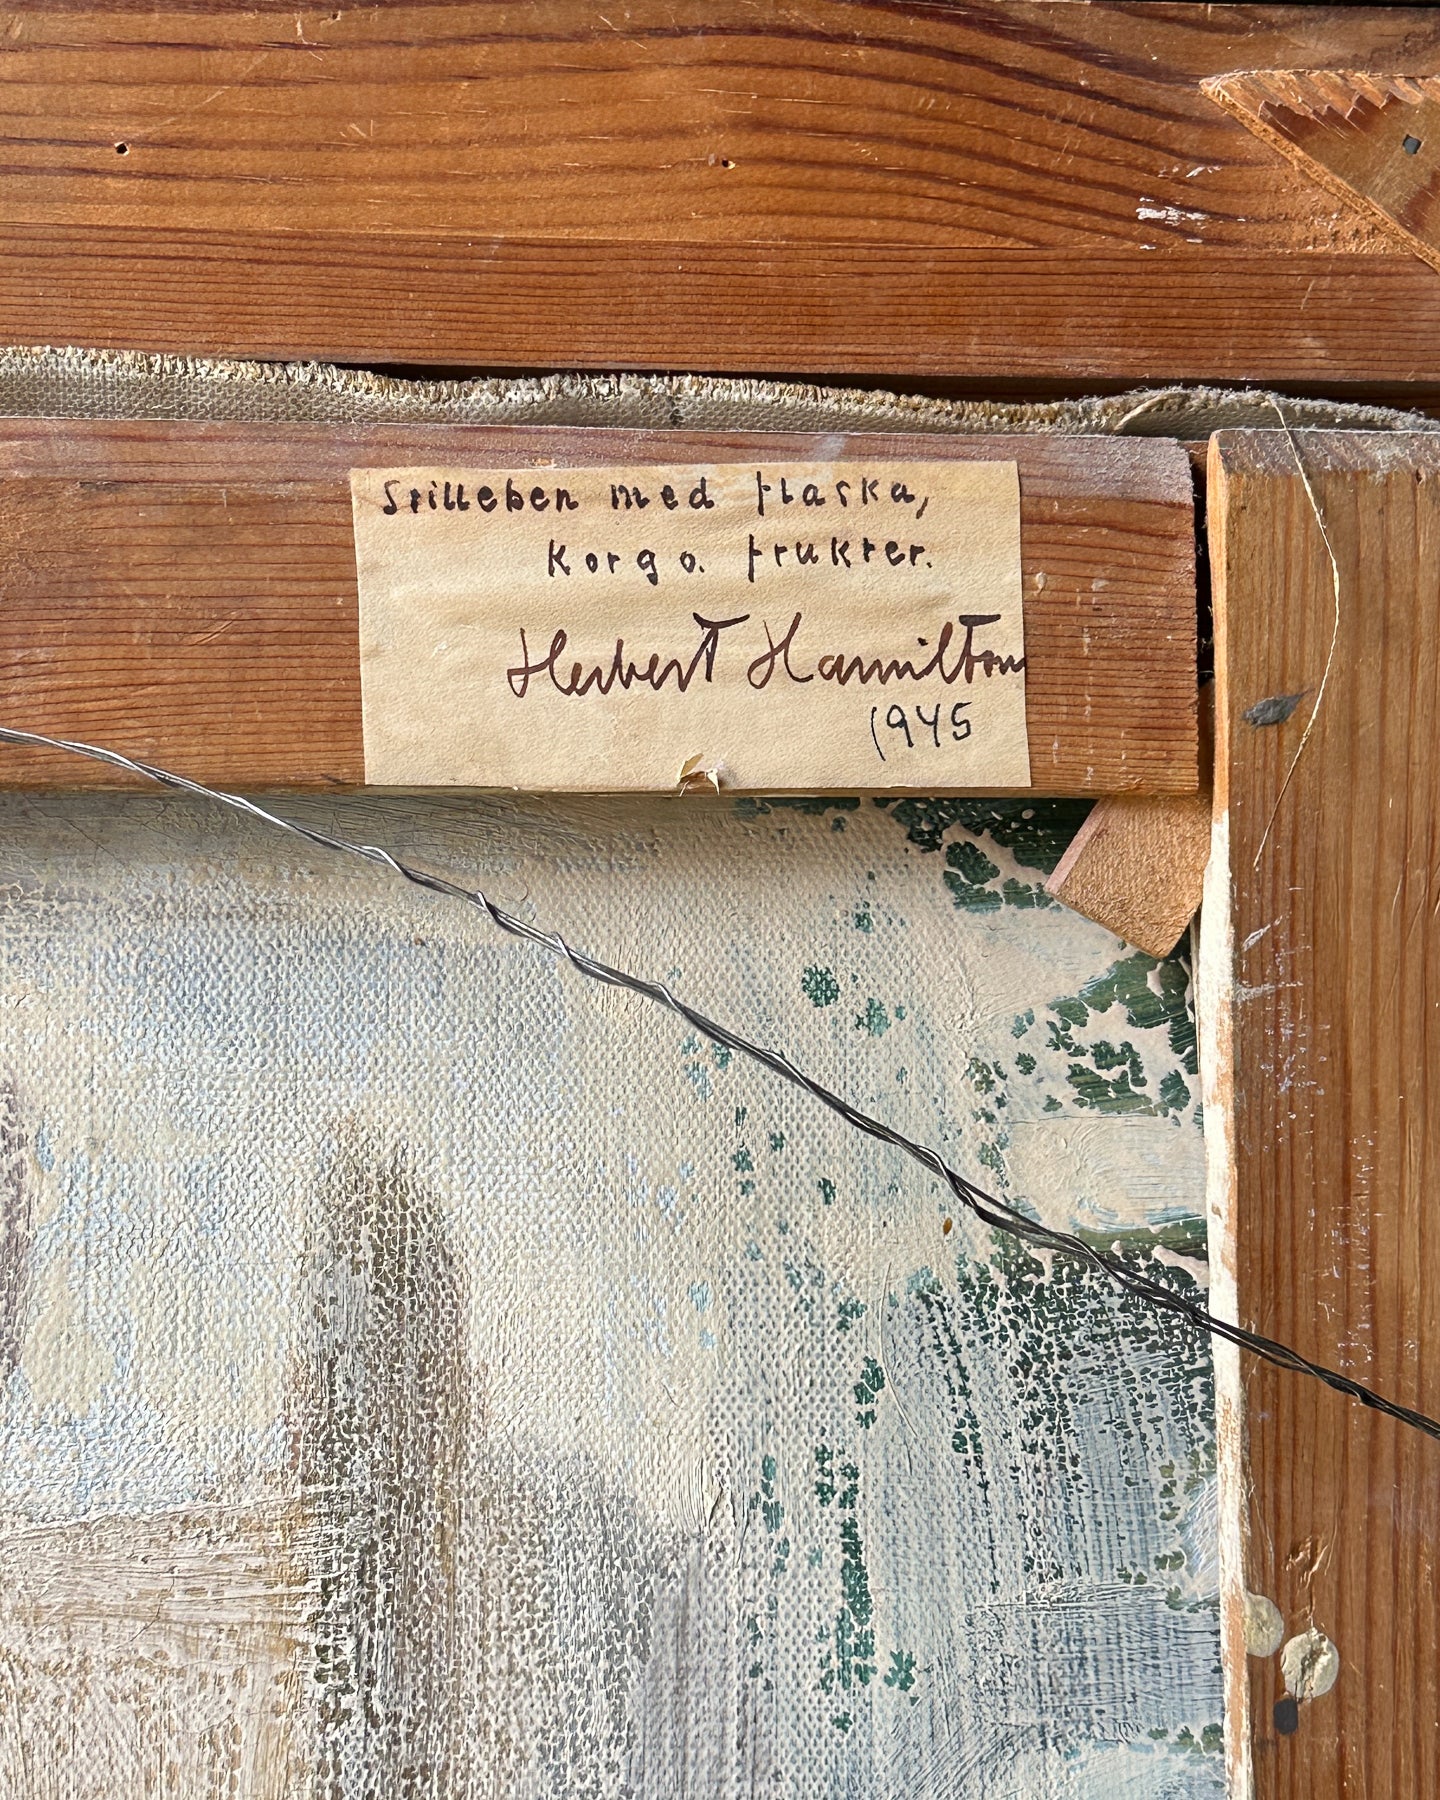 Stilleben med flaska,
Korg o. frukter.
Herbert Hamilton
1945